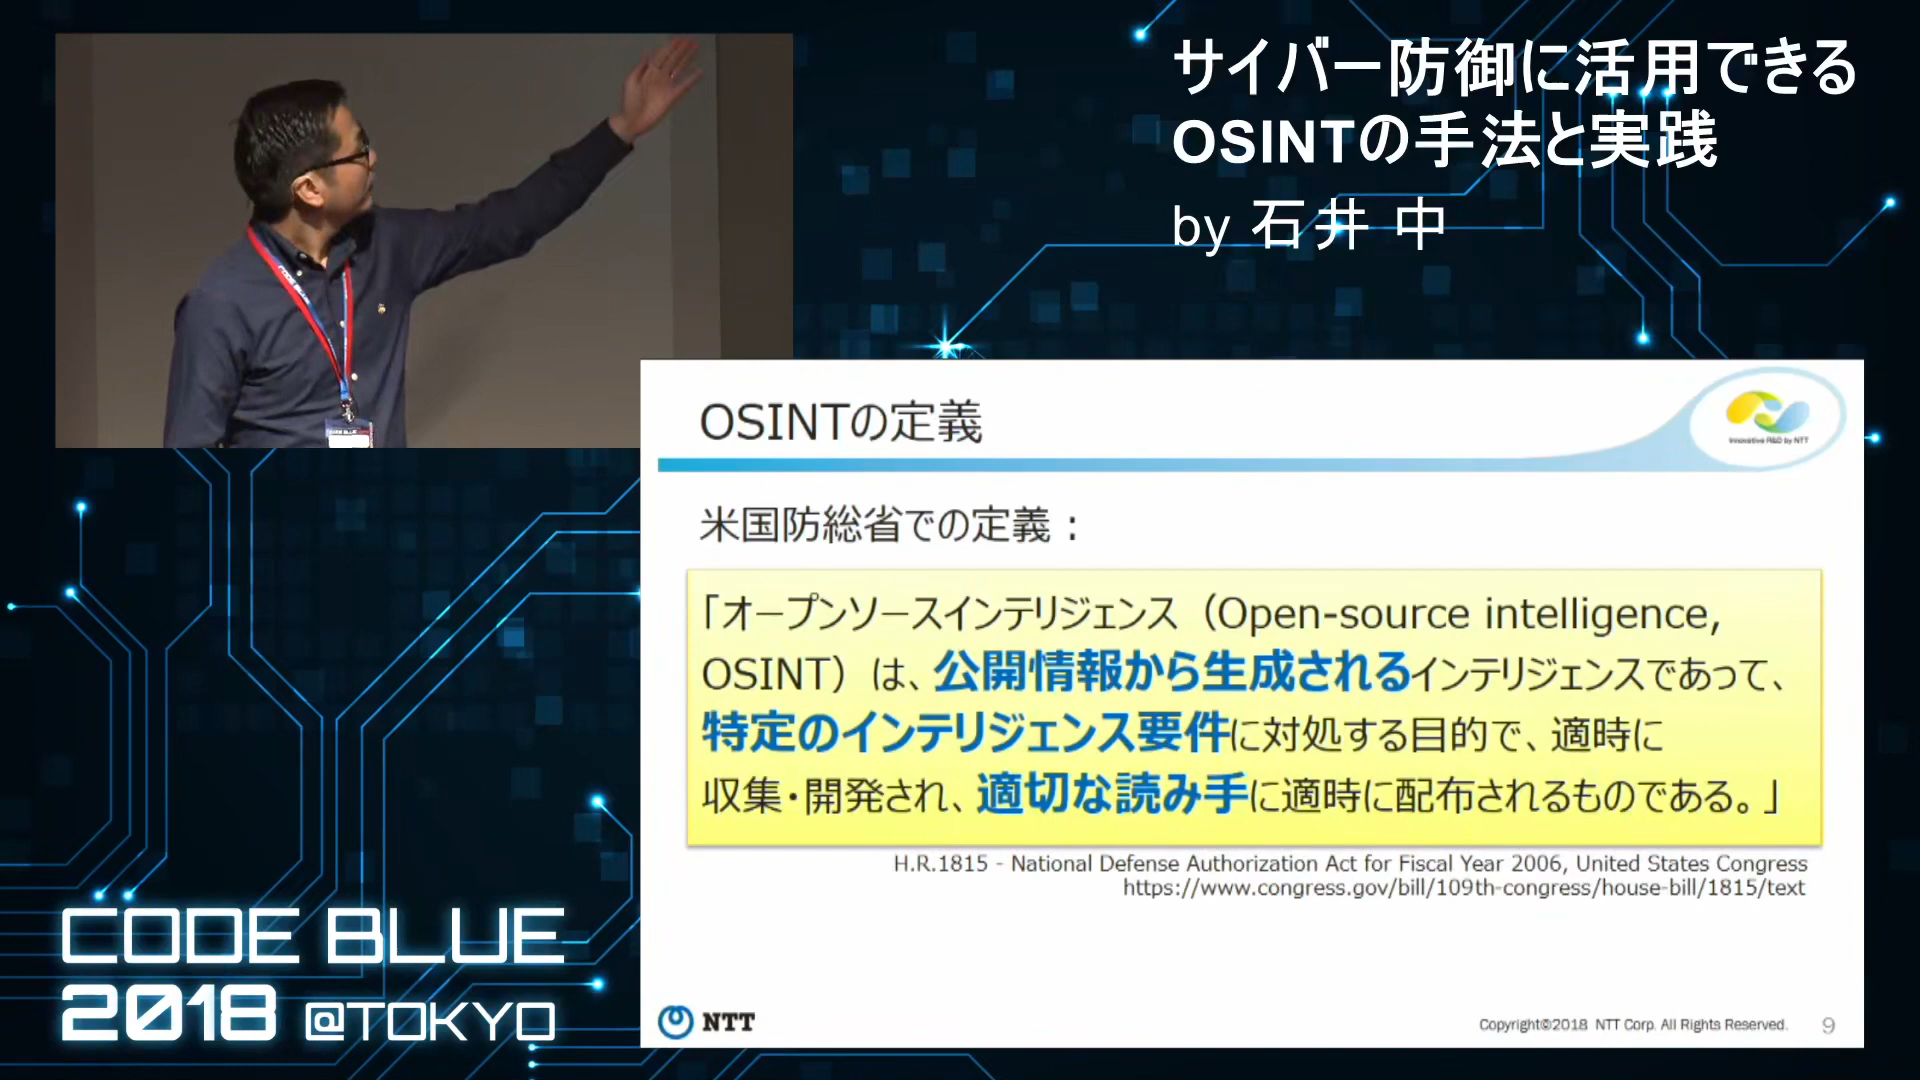 サイバー防御に活用できる
OSINTの手法と実践
by 石井 中
CODE BLUE
OSINTの定義
Innovative R&D by NTT
米国防総省での定義：
「オープンソースインテリジェンス（Open-source intelligence,
OSINT）は、公開情報から生成されるインテリジェンスであって、
特定のインテリジェンス要件に対処する目的で、適時に
収集・開発され、適切な読み手に適時に配布されるものである。」
H.R.1815 - National Defense Authorization Act for Fiscal Year 2006, United States Congress
https://www.congress.gov/bill/109th-congress/house-bill/1815/text
NTT
Copyright©2018 NTT Corp. All Rights Reserved.
9
CODE BLUE
2018 @TOKYO